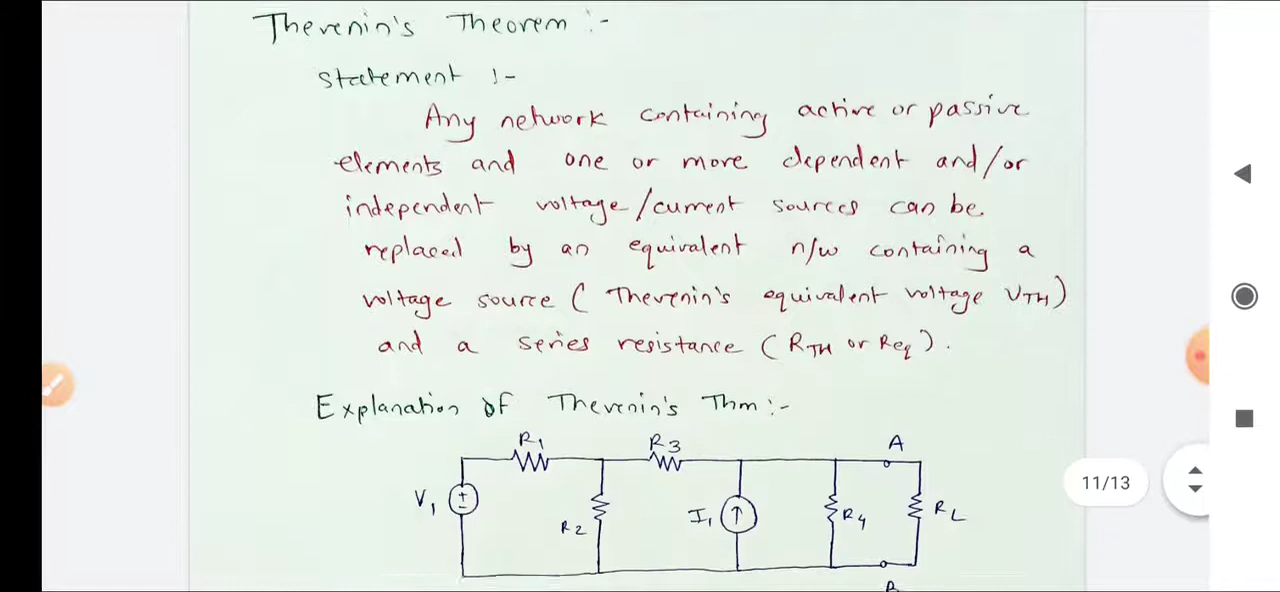 Thevenin's Theorem :-
Statement :-
Any network containing active or passive
elements and one or more dependent and/or
independent voltage/current sources can be
replaced by an equivalent n/w containing a
voltage source ( Thevenin's equivalent voltage VTH)
and a series resistance (RTH or Req).
Explanation of Thevenin's Thm :-
R1 R3 A
V1 R2 I1 R4 RL
B
11/13